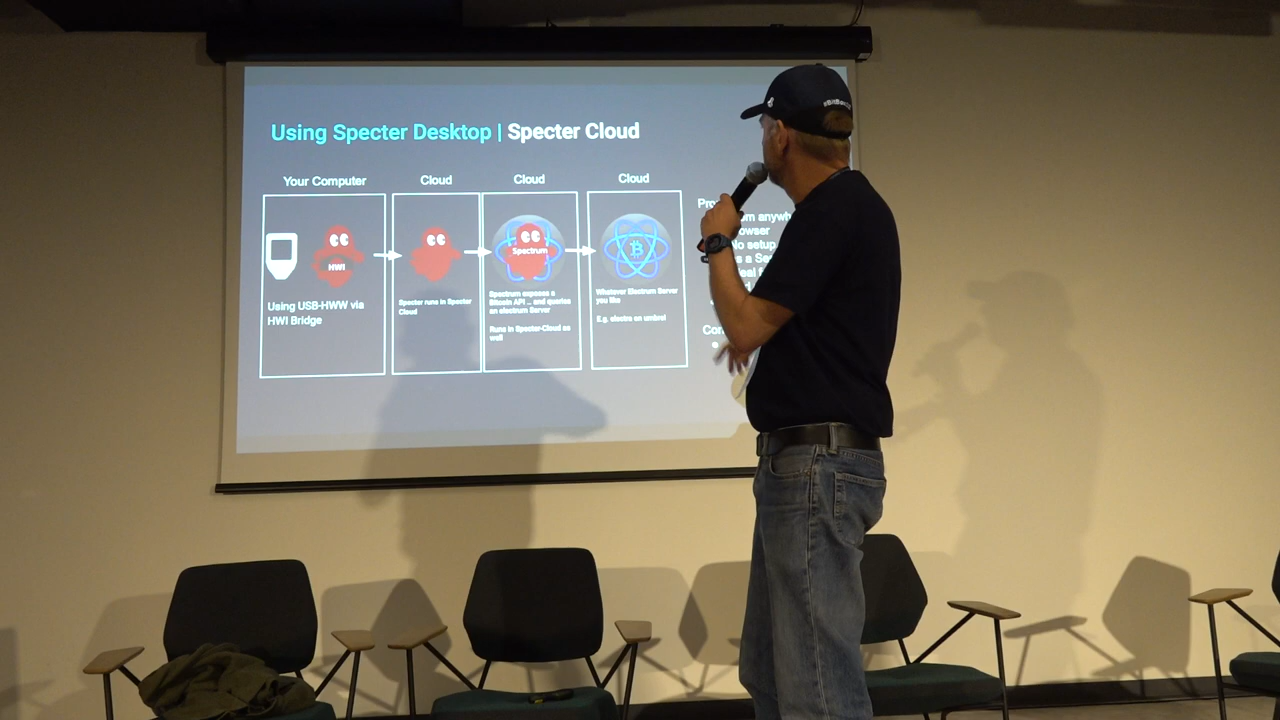 Using Specter Desktop | Specter Cloud
Your Computer
Cloud
Cloud
Cloud
HWI
Spectrum
Using USB-HWW via
HWI Bridge
Specter runs in Specter
Cloud
Spectrum exposes a
Bitcoin API .. and queries
an electrum Server
Runs in Specter-Cloud as
well
Whatever Electrum Server
you like
E.g. electrs on umbrel
No setup